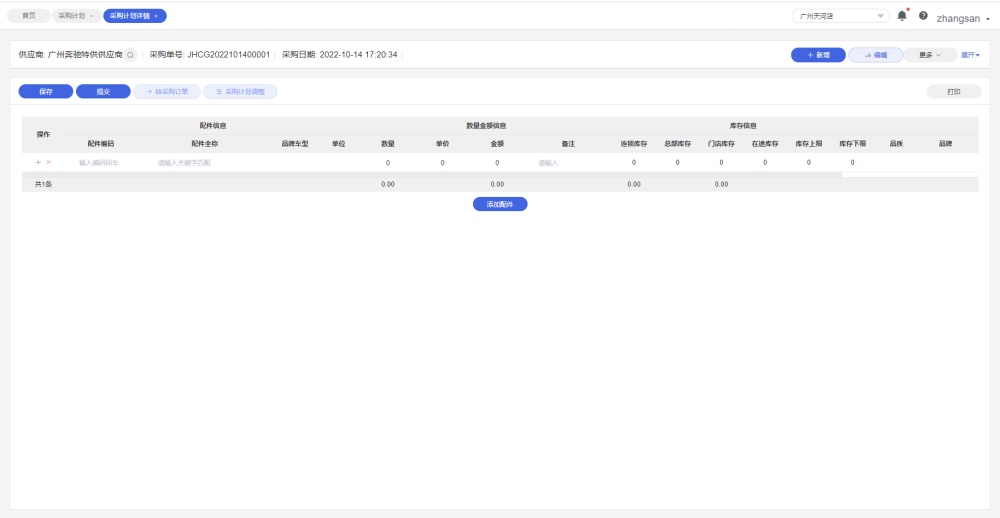 首页 采购计划 × 采购计划详情 × 广州天河店 zhangsan
供应商: 广州奔驰特供供应商 采购单号: JHCG2022101400001 采购日期: 2022-10-14 17:20:34 + 新增 编辑 更多 展开
保存 提交 转采购订单 采购计划调整 打印
操作 配件信息 数量金额信息 库存信息
配件编码 配件全称 品牌车型 单位 数量 单价 金额 备注 连锁库存 总部库存 门店库存 在途库存 库存上限 库存下限 品质 品牌
+ × 输入编码回车 请输入关键字匹配 0 0 0 请输入 0 0 0 0 0 0
共1条 0.00 0.00 0.00 0.00
添加配件